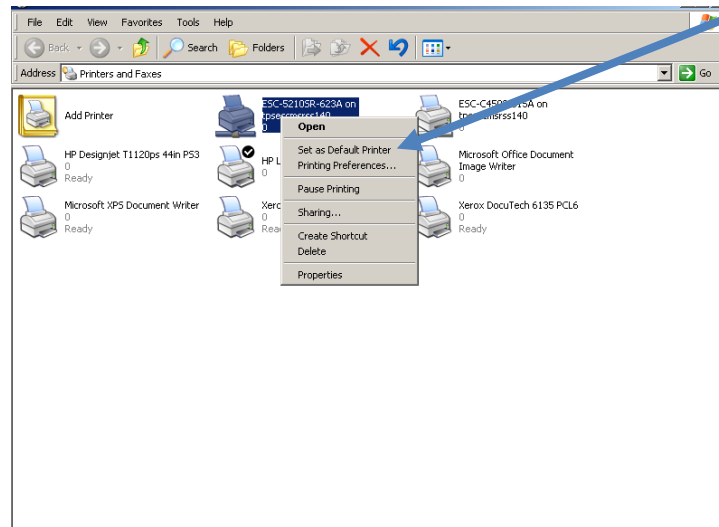 File Edit View Favorites Tools Help
Back Search Folders
Address Printers and Faxes Go
Add Printer
ESC-5210SR-623A on
0
ESC-C450
0
HP Designjet T1120ps 44in PS3
0
Ready
HP L
0
Microsoft Office Document
Image Writer
0
Microsoft XPS Document Writer
0
Ready
Xerox DocuTech 6135 PCL6
0
Ready
Open
Set as Default Printer
Printing Preferences...
Pause Printing
Sharing...
Create Shortcut
Delete
Properties